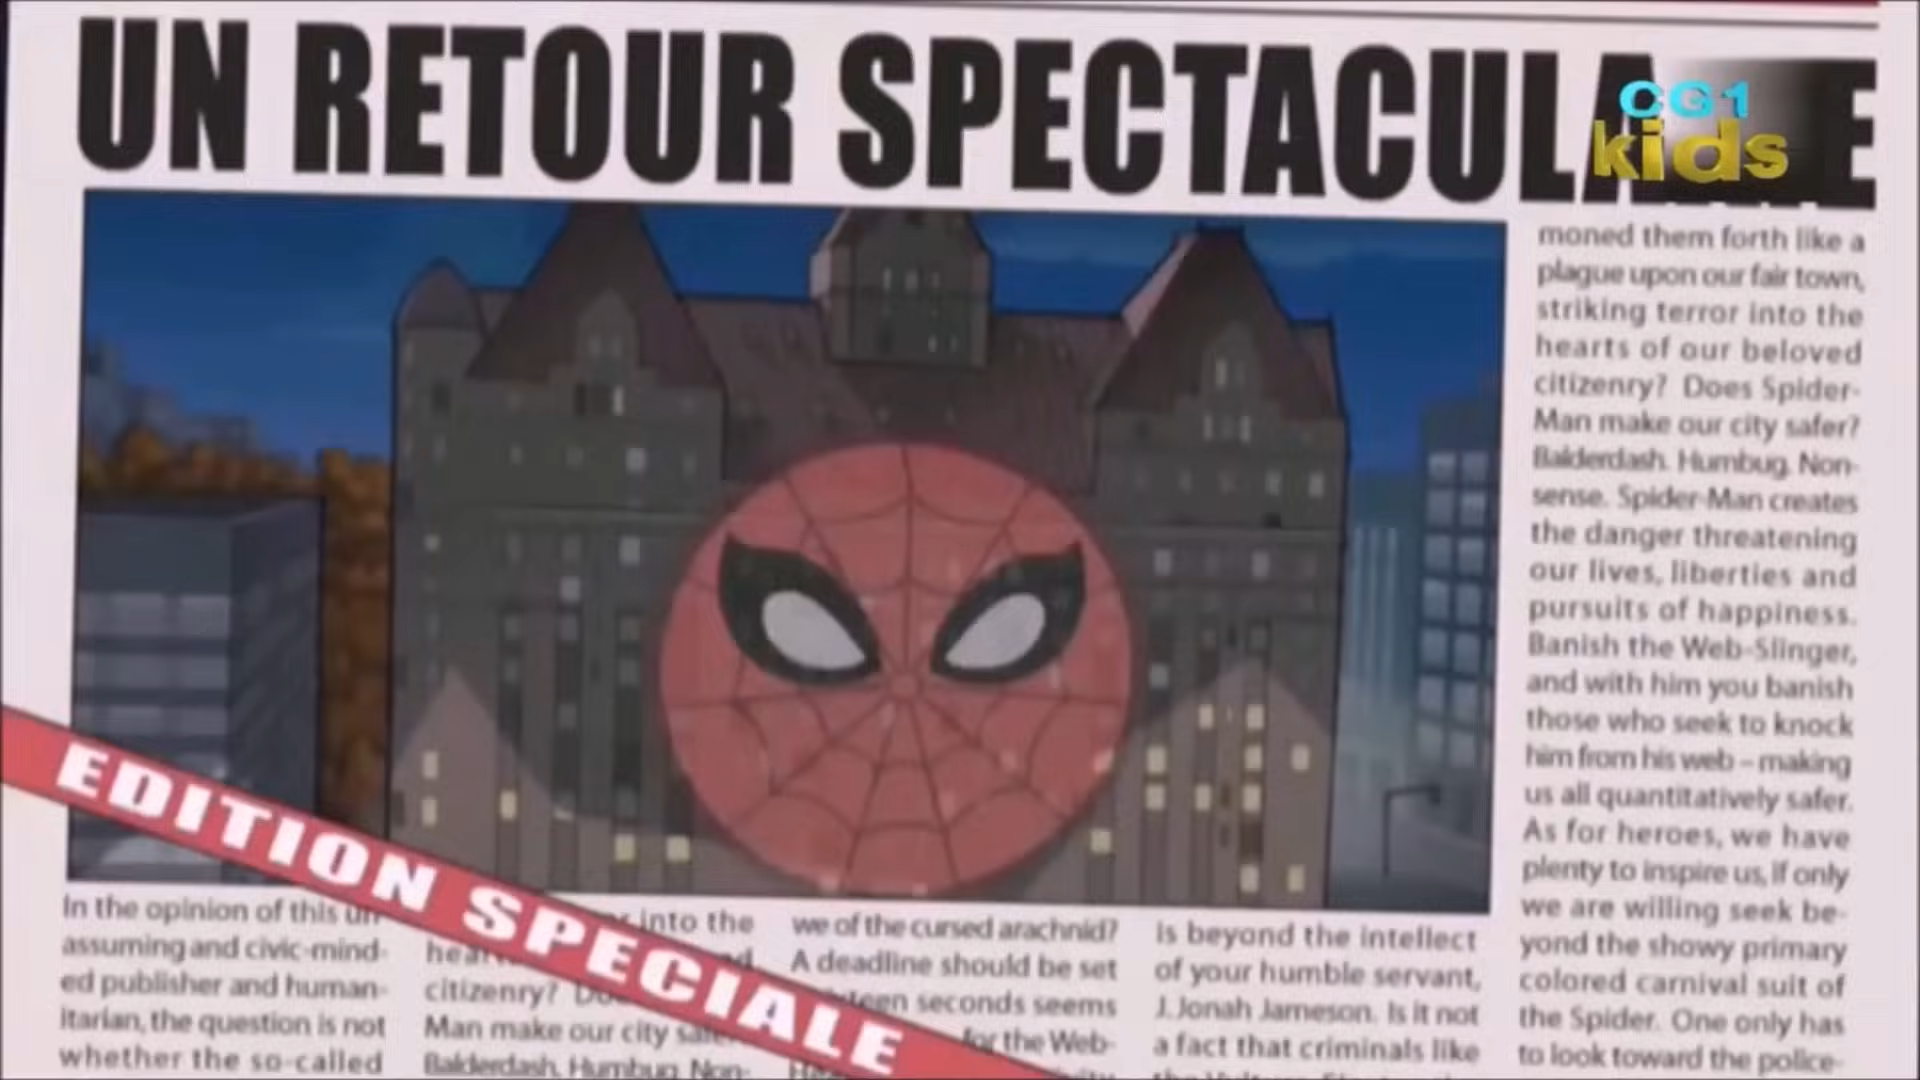 UN RETOUR SPECTACULAIRE
CG1
kids
EDITION SPECIALE
In the opinion of this un-
assuming and civic-mind-
ed publisher and human-
itarian, the question is not
whether the so-called
into the
citizenry?
Man make our city
Balderdash. Humbug. Non-
we of the cursed arachnid?
A deadline should be set
seconds seems
for the Web-
is beyond the intellect
of your humble servant,
J. Jonah Jameson. Is it not
a fact that criminals like
moned them forth like a
plague upon our fair town,
striking terror into the
hearts of our beloved
citizenry? Does Spider-
Man make our city safer?
Balderdash. Humbug. Non-
sense. Spider-Man creates
the danger threatening
our lives, liberties and
pursuits of happiness.
Banish the Web-Slinger,
and with him you banish
those who seek to knock
him from his web – making
us all quantitatively safer.
As for heroes, we have
plenty to inspire us, if only
we are willing seek be-
yond the showy primary
colored carnival suit of
the Spider. One only has
to look toward the police-